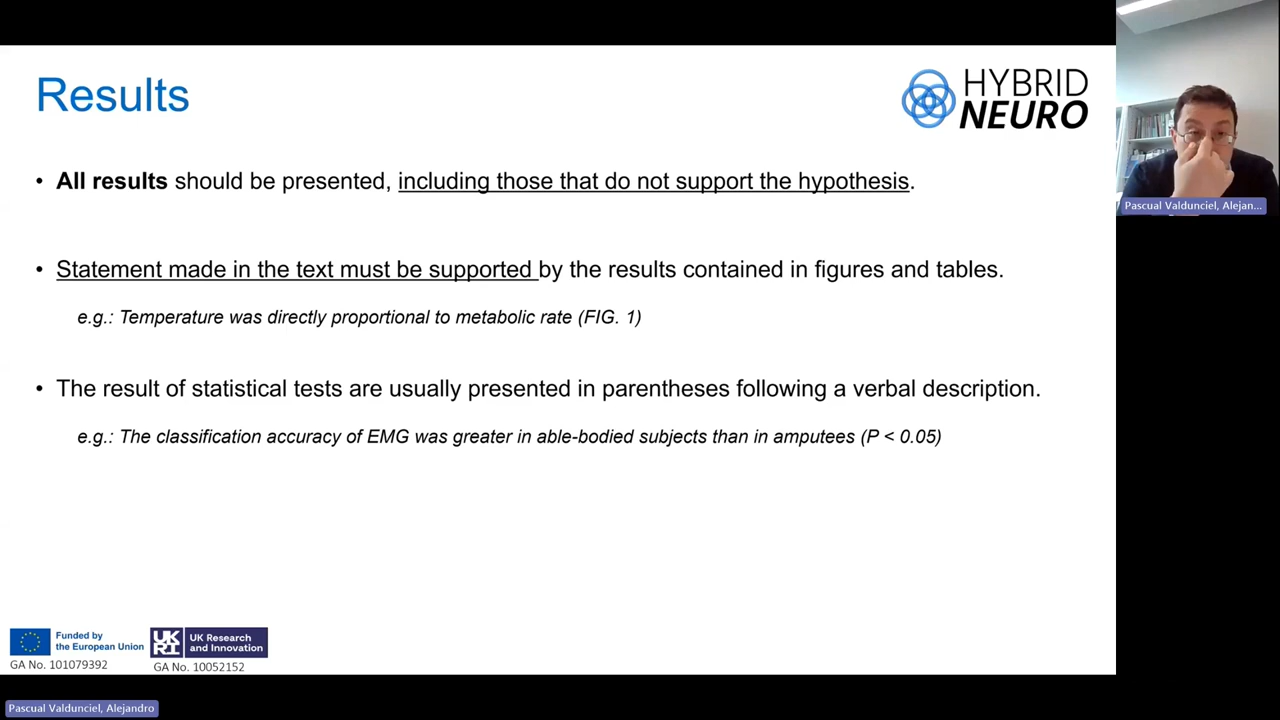 Results
HYBRID
NEURO
• All results should be presented, including those that do not support the hypothesis.
• Statement made in the text must be supported by the results contained in figures and tables.
e.g.: Temperature was directly proportional to metabolic rate (FIG. 1)
• The result of statistical tests are usually presented in parentheses following a verbal description.
e.g.: The classification accuracy of EMG was greater in able-bodied subjects than in amputees (P < 0.05)
Funded by
the European Union
GA No. 101079392
UK
RI
UK Research
and Innovation
GA No. 10052152
Pascual Valdunciel, Alejan...
Pascual Valdunciel, Alejandro